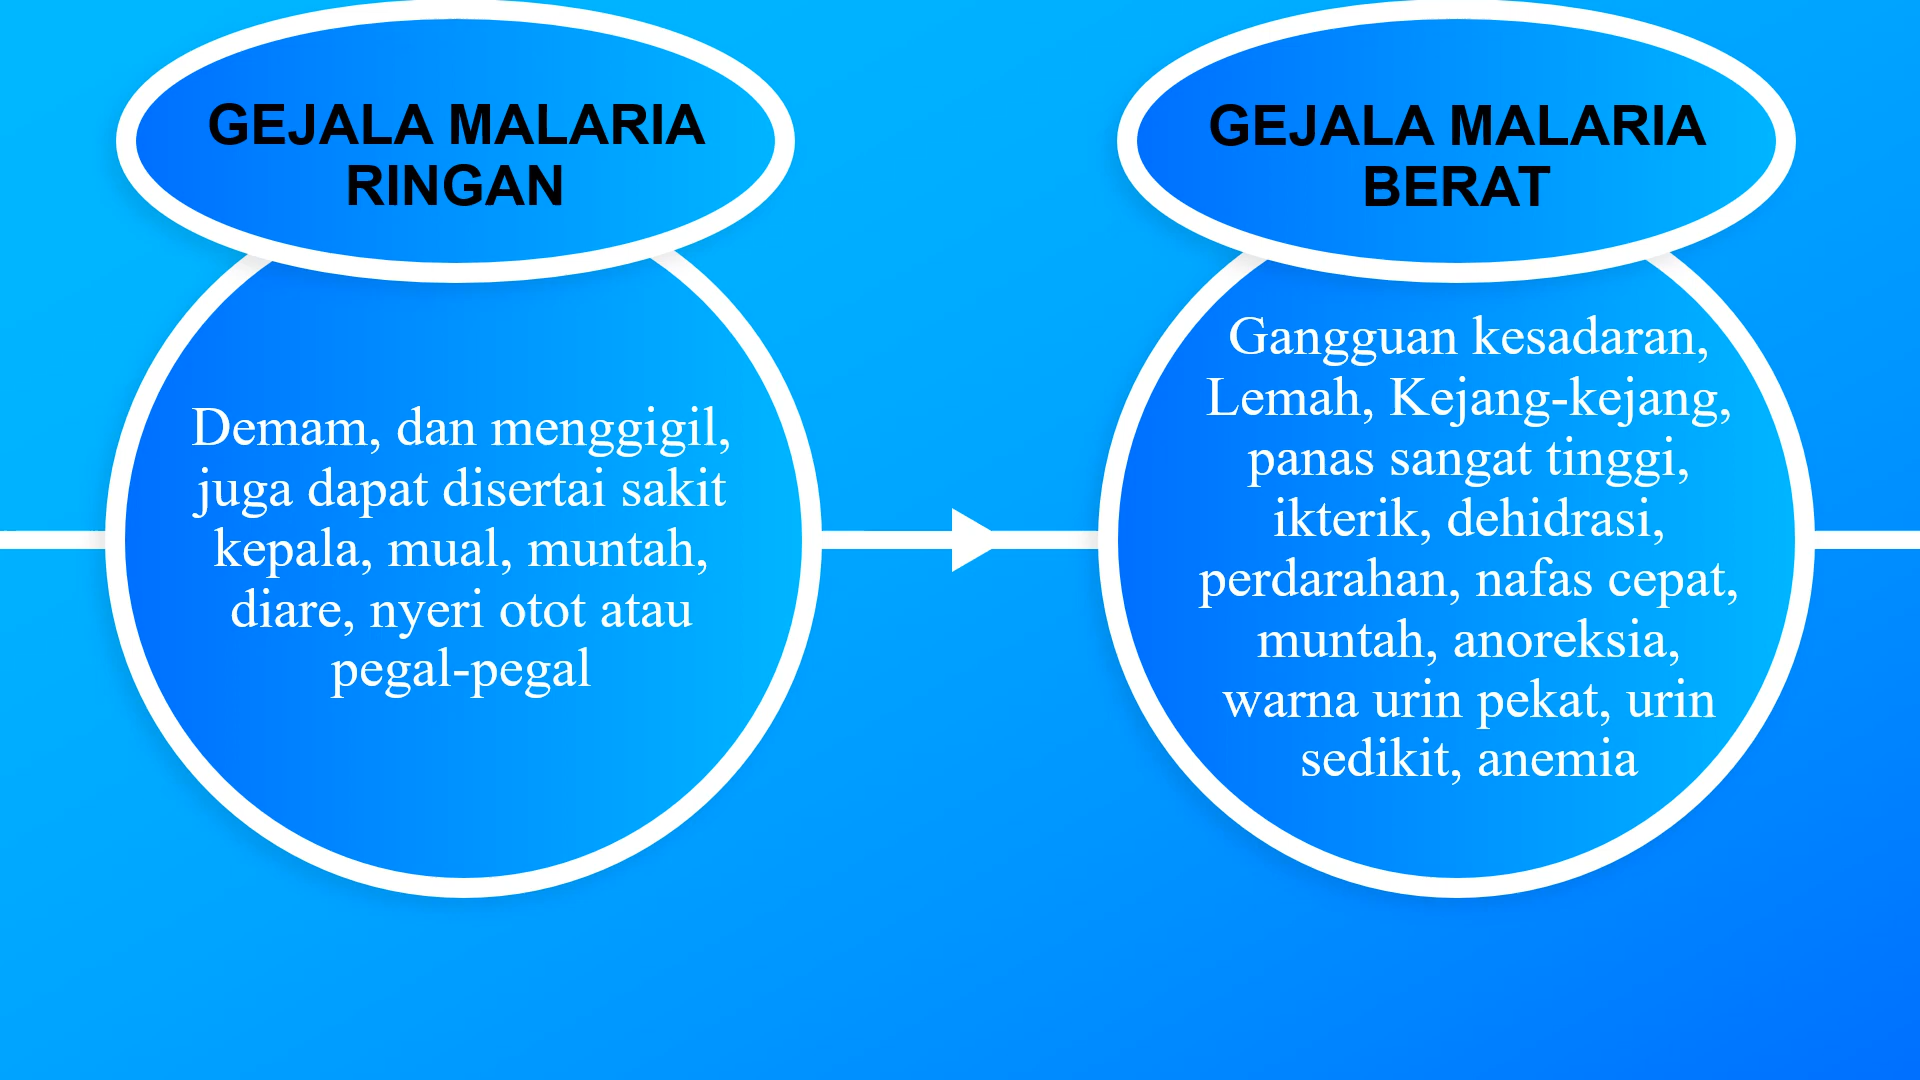 GEJALA MALARIA
RINGAN
Demam, dan menggigil,
juga dapat disertai sakit
kepala, mual, muntah,
diare, nyeri otot atau
pegal-pegal
GEJALA MALARIA
BERAT
Gangguan kesadaran,
Lemah, Kejang-kejang,
panas sangat tinggi,
ikterik, dehidrasi,
perdarahan, nafas cepat,
muntah, anoreksia,
warna urin pekat, urin
sedikit, anemia